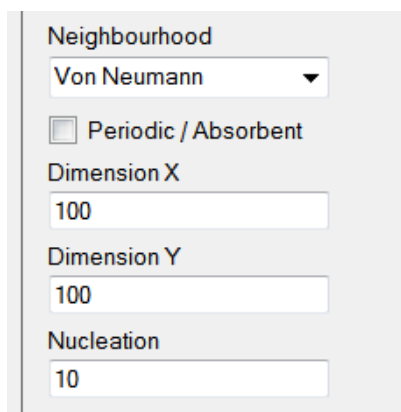 Neighbourhood
Von Neumann
Periodic / Absorbent
Dimension X
100
Dimension Y
100
Nucleation
10